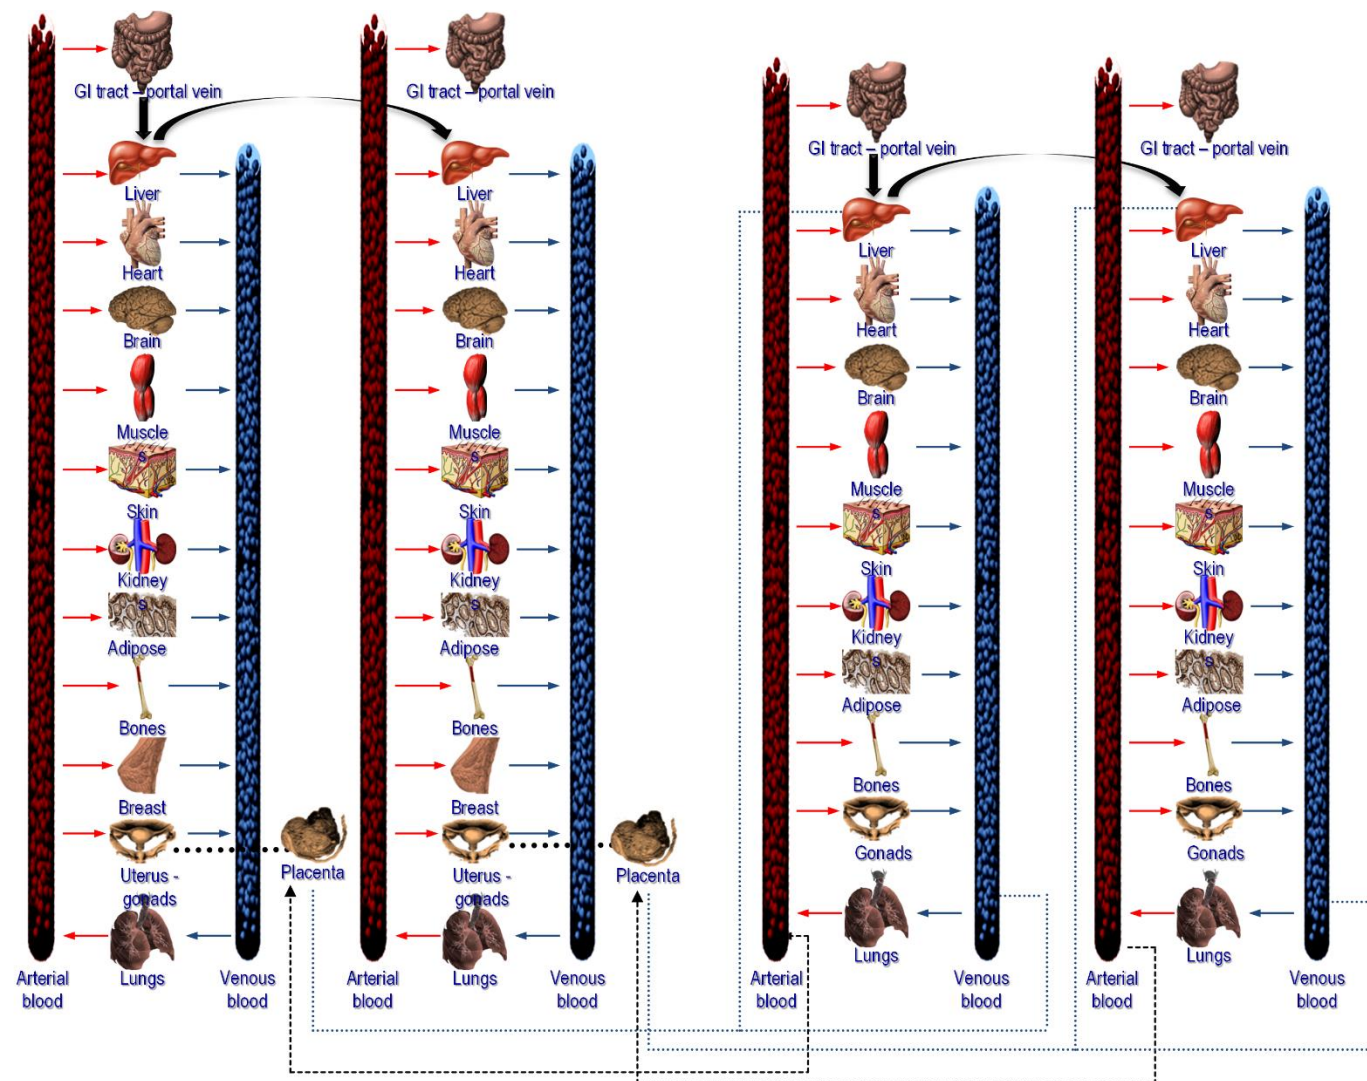 GI tract – portal vein
Liver
Heart
Brain
Muscle
s
Skin
Kidney
s
Adipose
Bones
Breast
Uterus -
gonads
Lungs
Arterial
blood
Venous
blood
Placenta
GI tract – portal vein
Liver
Heart
Brain
Muscle
s
Skin
Kidney
s
Adipose
Bones
Breast
Uterus -
gonads
Lungs
Arterial
blood
Venous
blood
Placenta
GI tract – portal vein
Liver
Heart
Brain
Muscle
s
Skin
Kidney
s
Adipose
Bones
Gonads
Lungs
Arterial
blood
Venous
blood
GI tract – portal vein
Liver
Heart
Brain
Muscle
s
Skin
Kidney
s
Adipose
Bones
Gonads
Lungs
Arterial
blood
Venous
blood